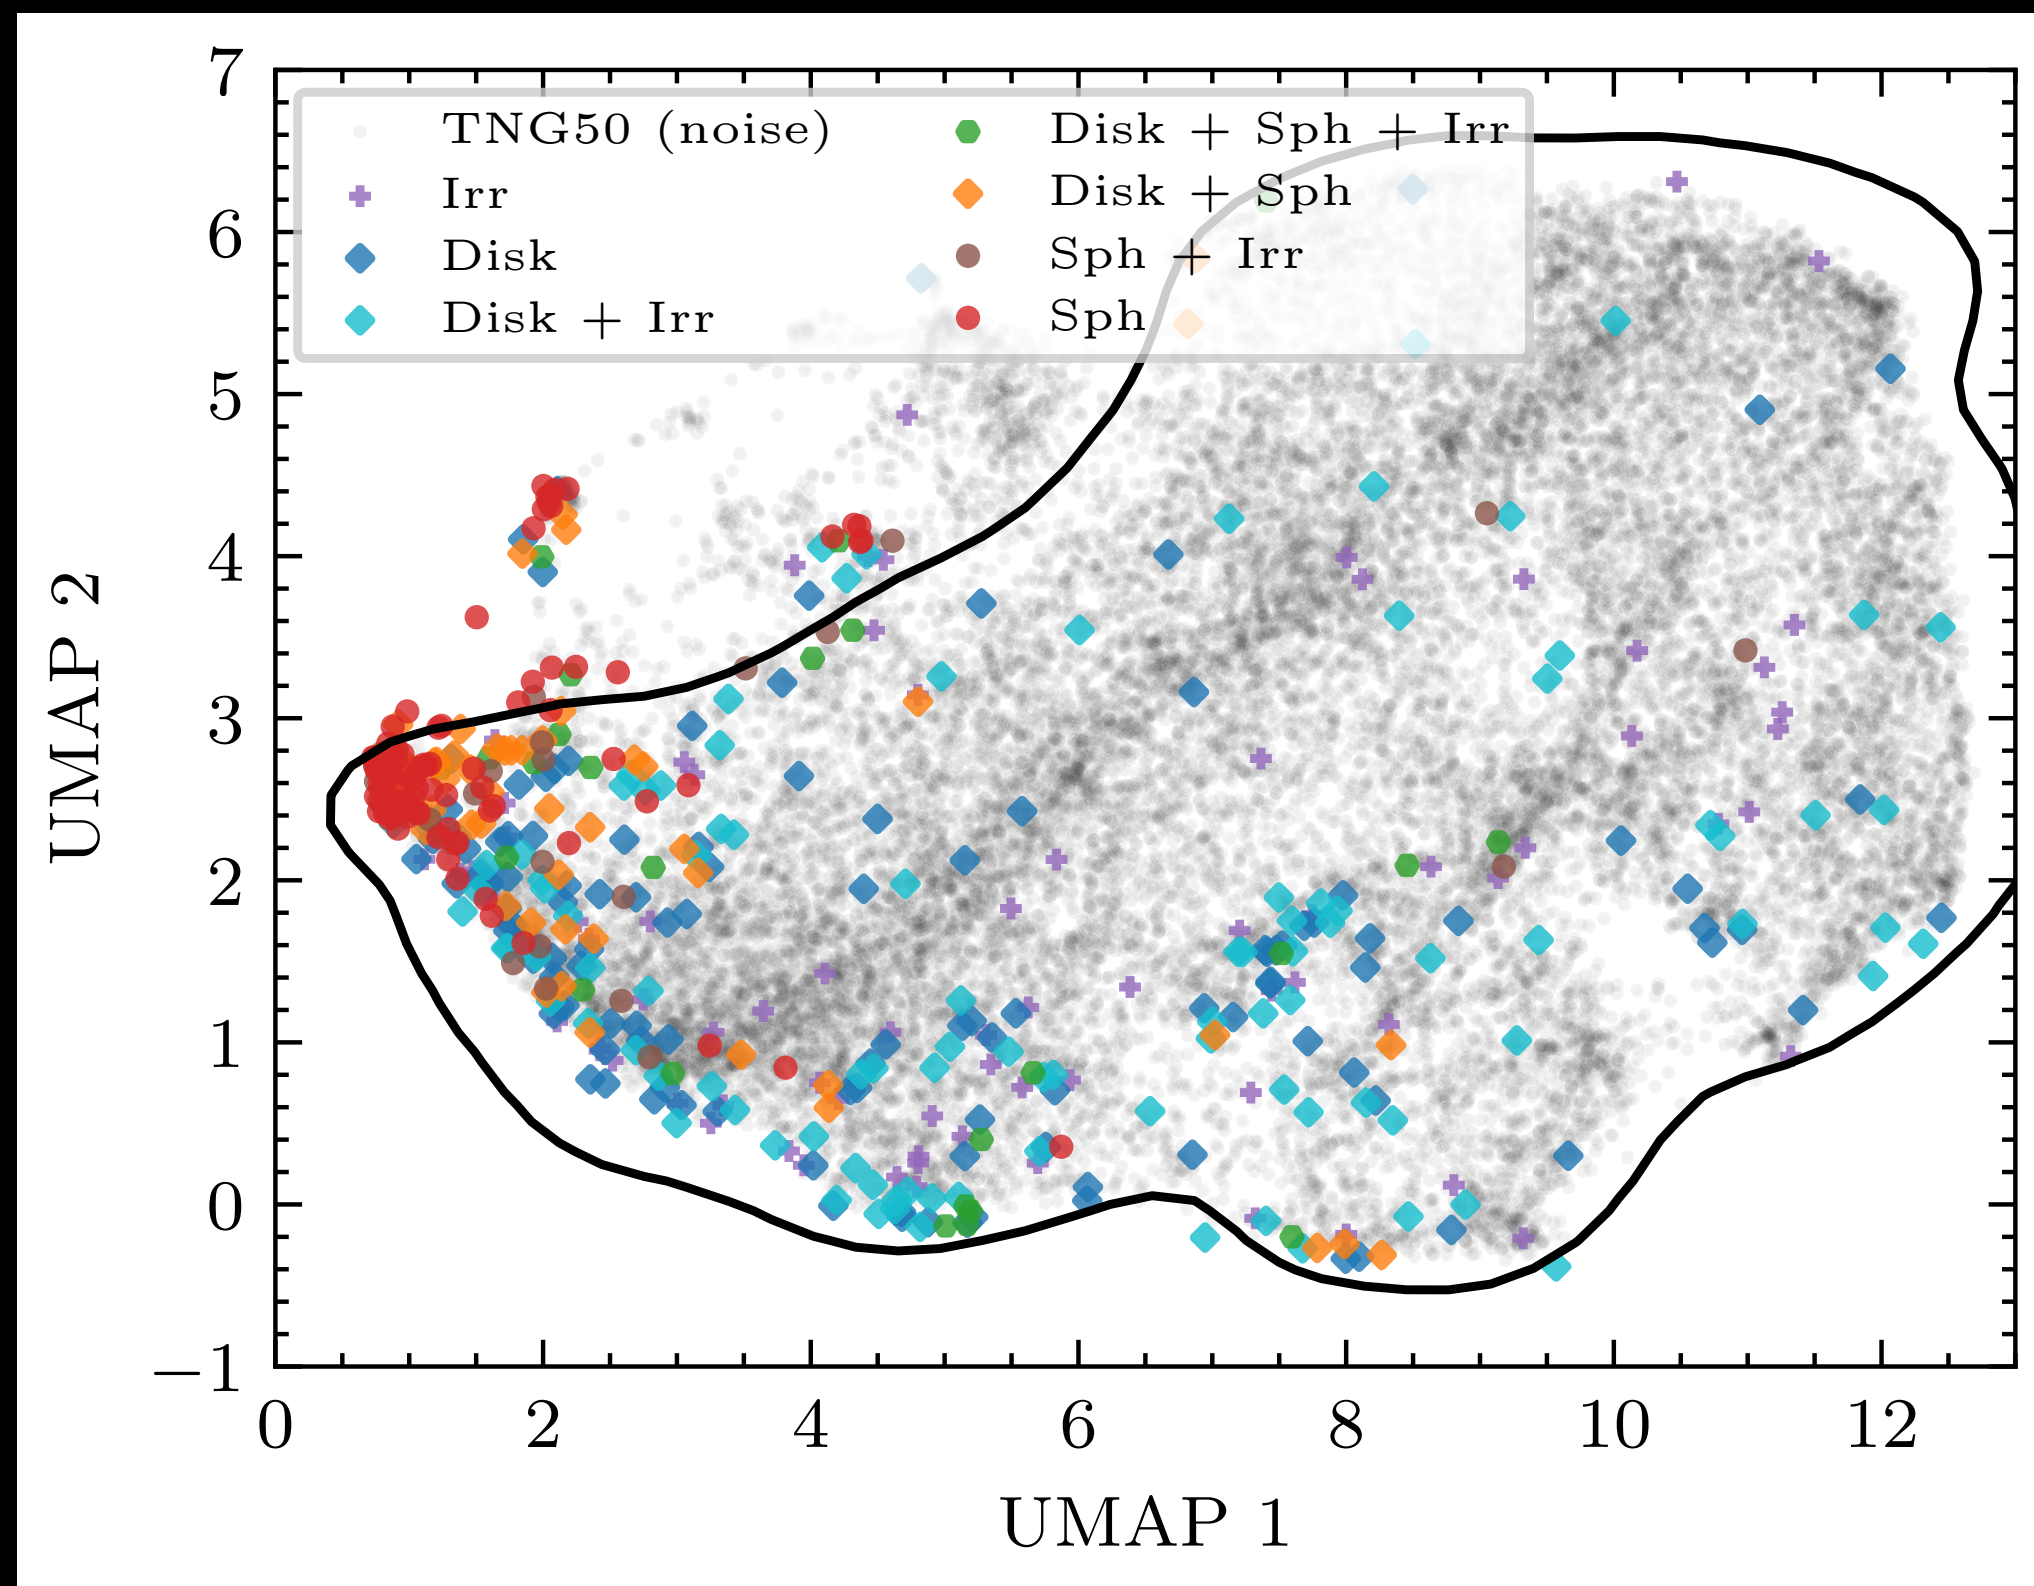 TNG50 (noise)
Irr
Disk
Disk + Irr
Disk + Sph + Irr
Disk + Sph
Sph + Irr
Sph
7
6
5
4
3
2
1
0
−1
UMAP 2
0 2 4 6 8 10 12
UMAP 1